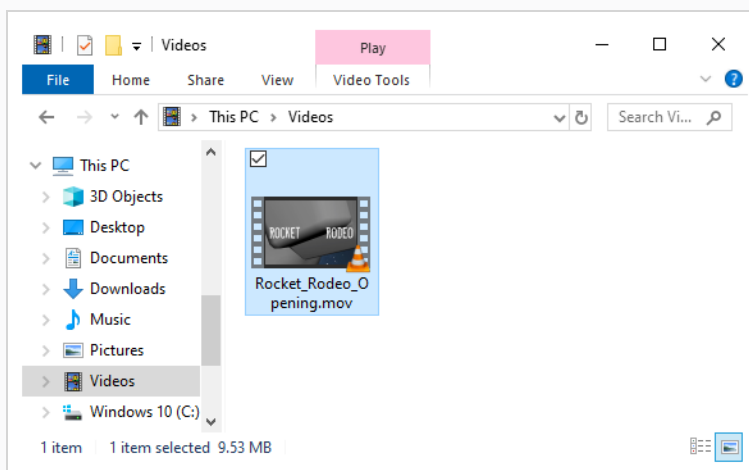 Videos
Play
File
Home
Share
View
Video Tools
?
This PC
Videos
Search Vi...
This PC
3D Objects
Desktop
Documents
Downloads
Music
Pictures
Videos
Windows 10 (C:)
ROCKET RODEO
Rocket_Rodeo_O
pening.mov
1 item 1 item selected 9.53 MB